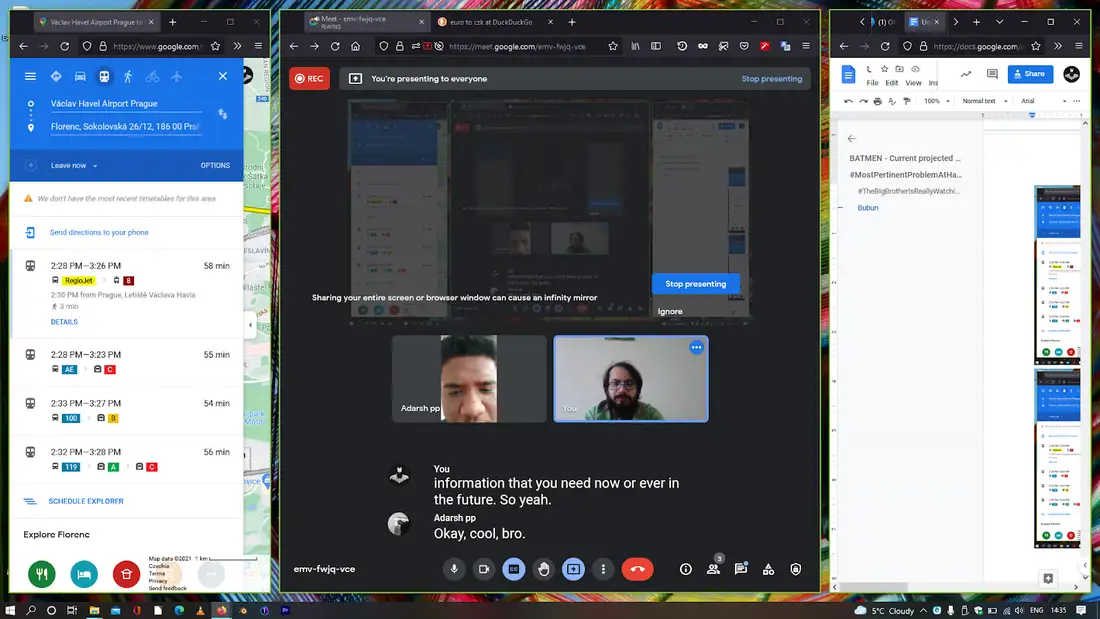 Václav Havel Airport Prague to
https://www.google.com
Václav Havel Airport Prague
Florenc, Sokolovská 26/12, 186 00 Pra
Leave now
OPTIONS
We don't have the most recent timetables for this area.
Send directions to your phone
2:28 PM—3:26 PM 58 min
RegioJet B
2:30 PM from Prague, Letiště Václava Havla
3 min
DETAILS
2:28 PM—3:23 PM 55 min
AE C
2:33 PM—3:27 PM 54 min
100 B
2:32 PM—3:28 PM 56 min
119 A C
SCHEDULE EXPLORER
Explore Florenc
Map data ©2021 1 km
Czechia
Terms
Privacy
Send feedback
Meet - emv-fwjq-vce
PLAYING
euro to czk at DuckDuckGo
https://meet.google.com/emv-fwjq-vce
REC
You're presenting to everyone
Stop presenting
Sharing your entire screen or browser window can cause an infinity mirror
Stop presenting
Ignore
Adarsh pp
You
You
information that you need now or ever in
the future. So yeah.
Adarsh pp
Okay, cool, bro.
emv-fwjq-vce
3
https://docs.google.com
File Edit View Ins
Share
100% Normal text Arial
BATMEN - Current projected ...
#MostPertinentProblemAtHa...
#TheBigBrotherIsReallyWatchi...
Bubun
5°C Cloudy
ENG 14:35